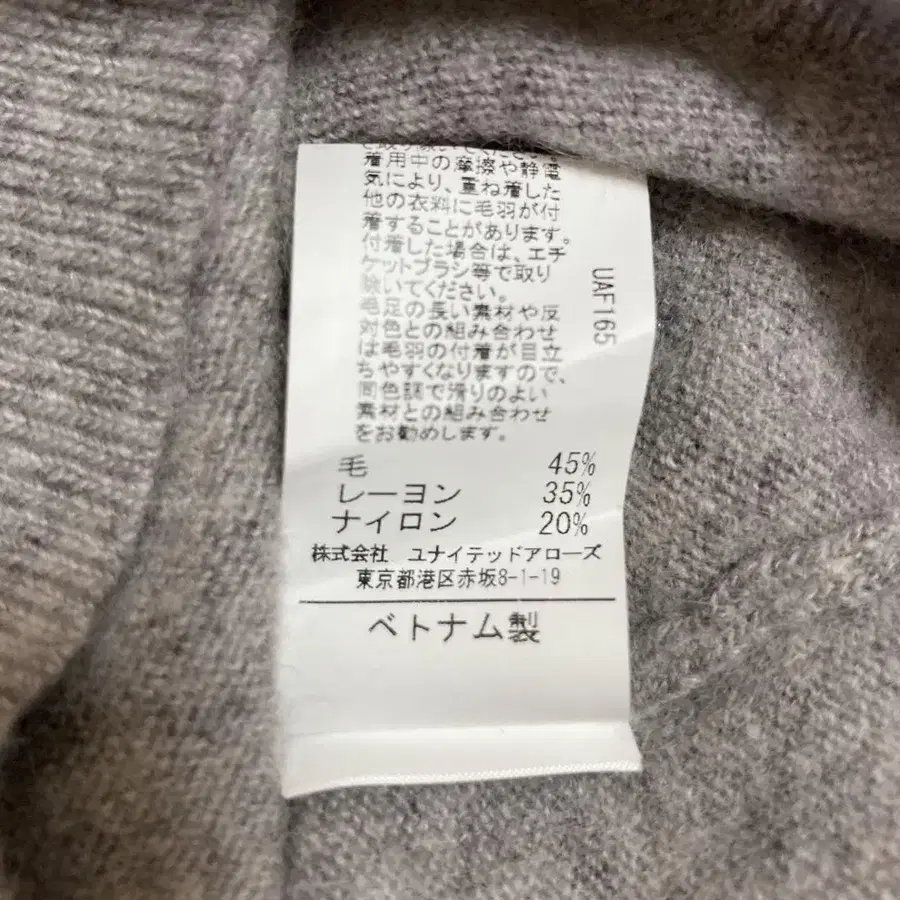 着用中の摩擦や静電
気により、重ね着した
他の衣料に毛羽が付
着することがあります。
付着した場合は、エチ
ケットブラシ等で取り
除いてください。
毛足の長い素材や反
対色との組み合わせ
は毛羽の付着が目立
ちやすくなりますので、
同色調で滑りのよい
素材との組み合わせ
をお勧めします。
毛 45%
レーヨン 35%
ナイロン 20%
株式会社 ユナイテッドアローズ
東京都港区赤坂8-1-19
ベトナム製
UAF165